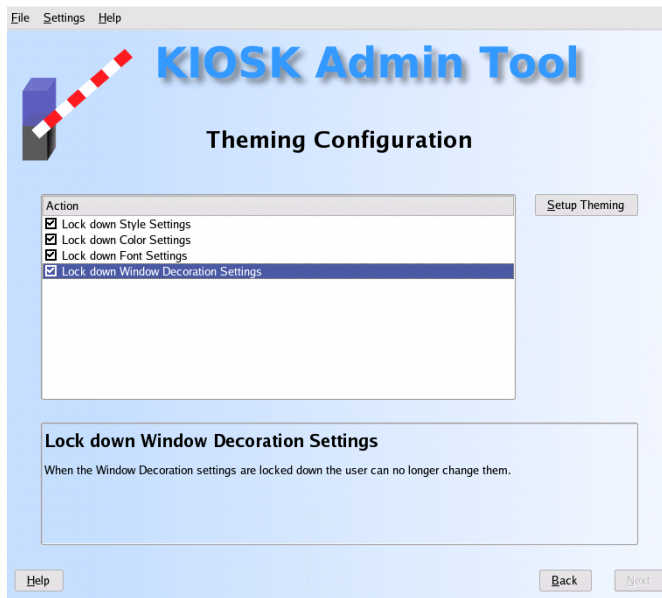 File Settings Help
KIOSK Admin Tool
Theming Configuration
Action
Lock down Style Settings
Lock down Color Settings
Lock down Font Settings
Lock down Window Decoration Settings
Setup Theming
Lock down Window Decoration Settings
When the Window Decoration settings are locked down the user can no longer change them.
Help Back Next